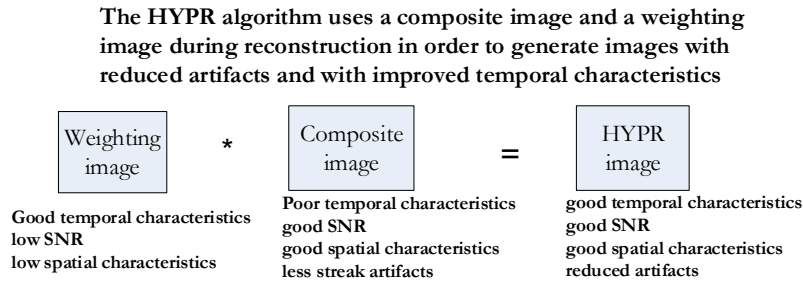 The HYPR algorithm uses a composite image and a weighting
image during reconstruction in order to generate images with
reduced artifacts and with improved temporal characteristics
Weighting
image
*
Composite
image
=
HYPR
image
Good temporal characteristics
low SNR
low spatial characteristics
Poor temporal characteristics
good SNR
good spatial characteristics
less streak artifacts
good temporal characteristics
good SNR
good spatial characteristics
reduced artifacts